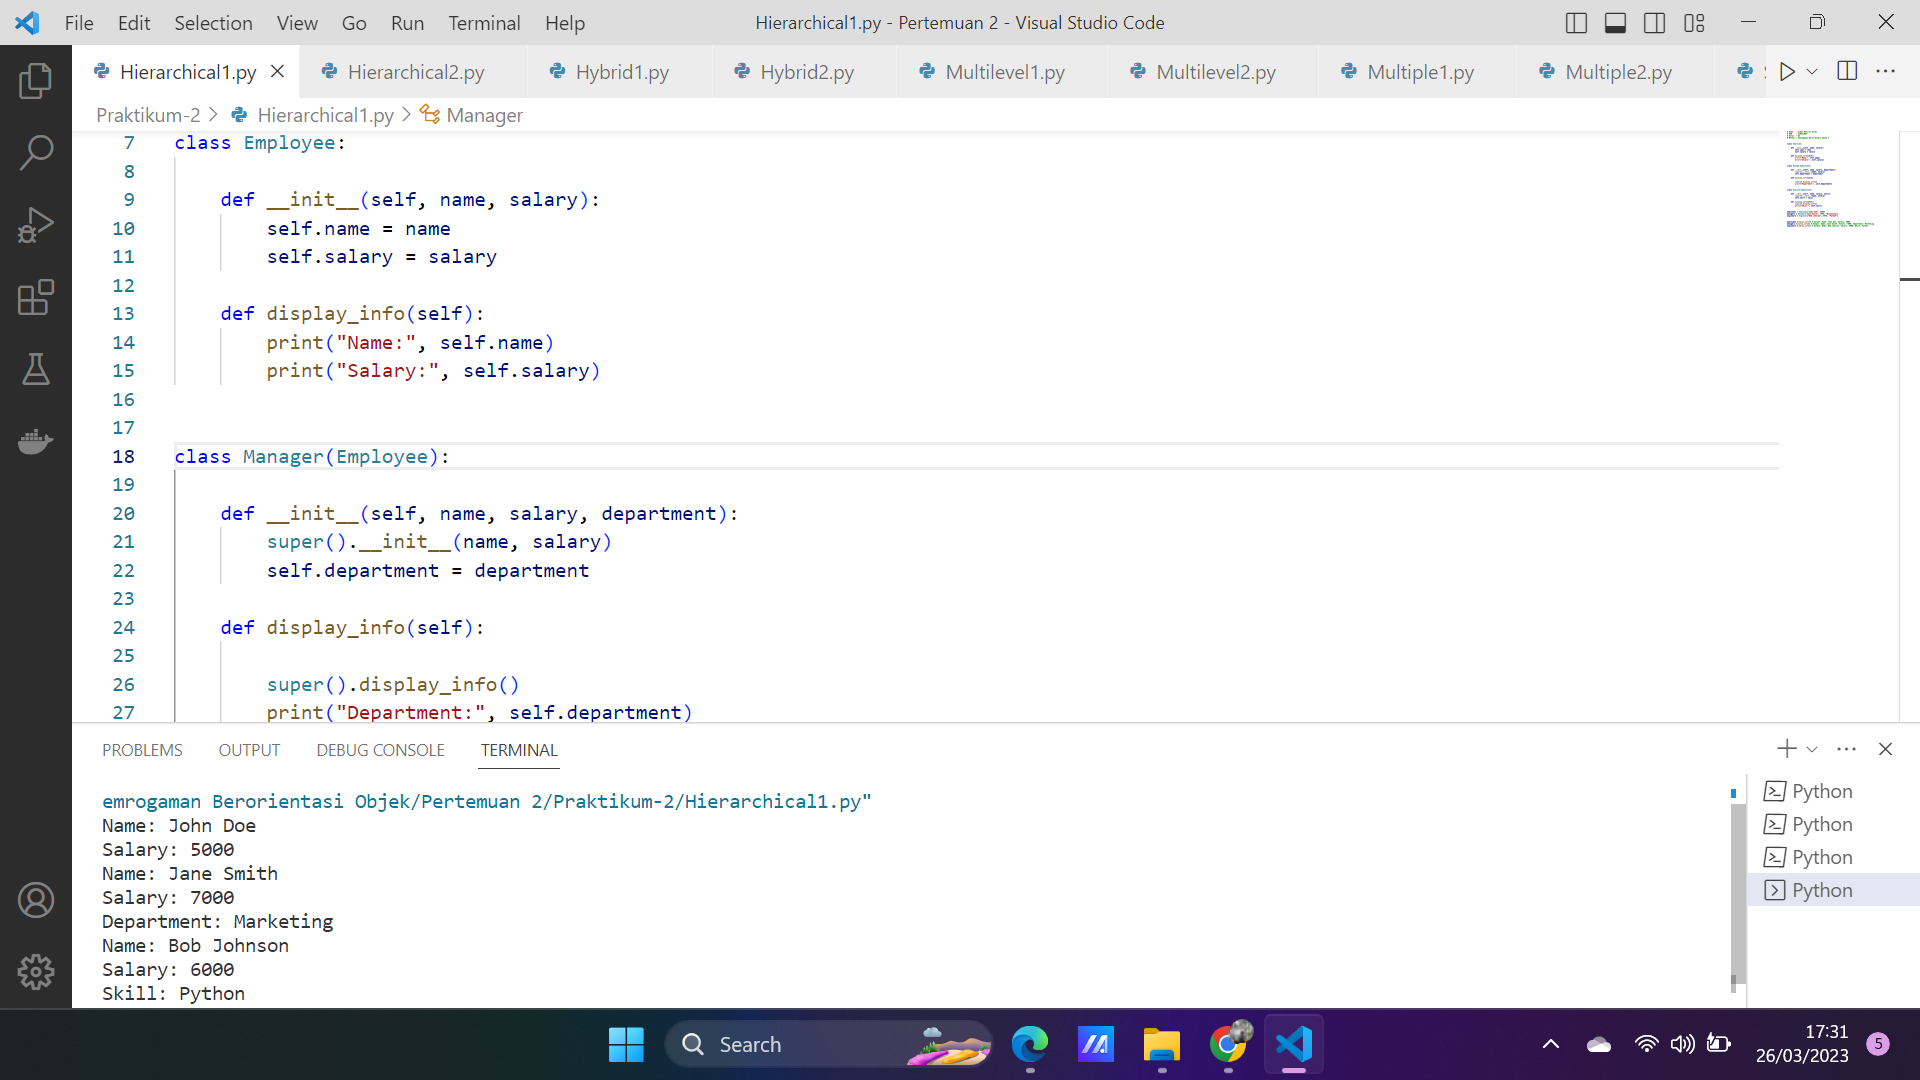 File Edit Selection View Go Run Terminal Help Hierarchical1.py - Pertemuan 2 - Visual Studio Code
Hierarchical1.py Hierarchical2.py Hybrid1.py Hybrid2.py Multilevel1.py Multilevel2.py Multiple1.py Multiple2.py
Praktikum-2 > Hierarchical1.py > Manager
7 class Employee:
8
9     def __init__(self, name, salary):
10         self.name = name
11         self.salary = salary
12
13     def display_info(self):
14         print("Name:", self.name)
15         print("Salary:", self.salary)
16
17
18 class Manager(Employee):
19
20     def __init__(self, name, salary, department):
21         super().__init__(name, salary)
22         self.department = department
23
24     def display_info(self):
25
26         super().display_info()
27         print("Department:", self.department)
PROBLEMS OUTPUT DEBUG CONSOLE TERMINAL
emrogaman Berorientasi Objek/Pertemuan 2/Praktikum-2/Hierarchical1.py"
Name: John Doe
Salary: 5000
Name: Jane Smith
Salary: 7000
Department: Marketing
Name: Bob Johnson
Salary: 6000
Skill: Python
Python
Python
Python
Python
Search
17:31
26/03/2023
5